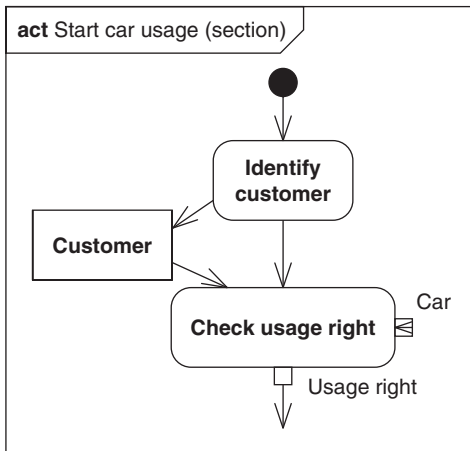 act Start car usage (section)
Identify
customer
Customer
Car
Check usage right
Usage right